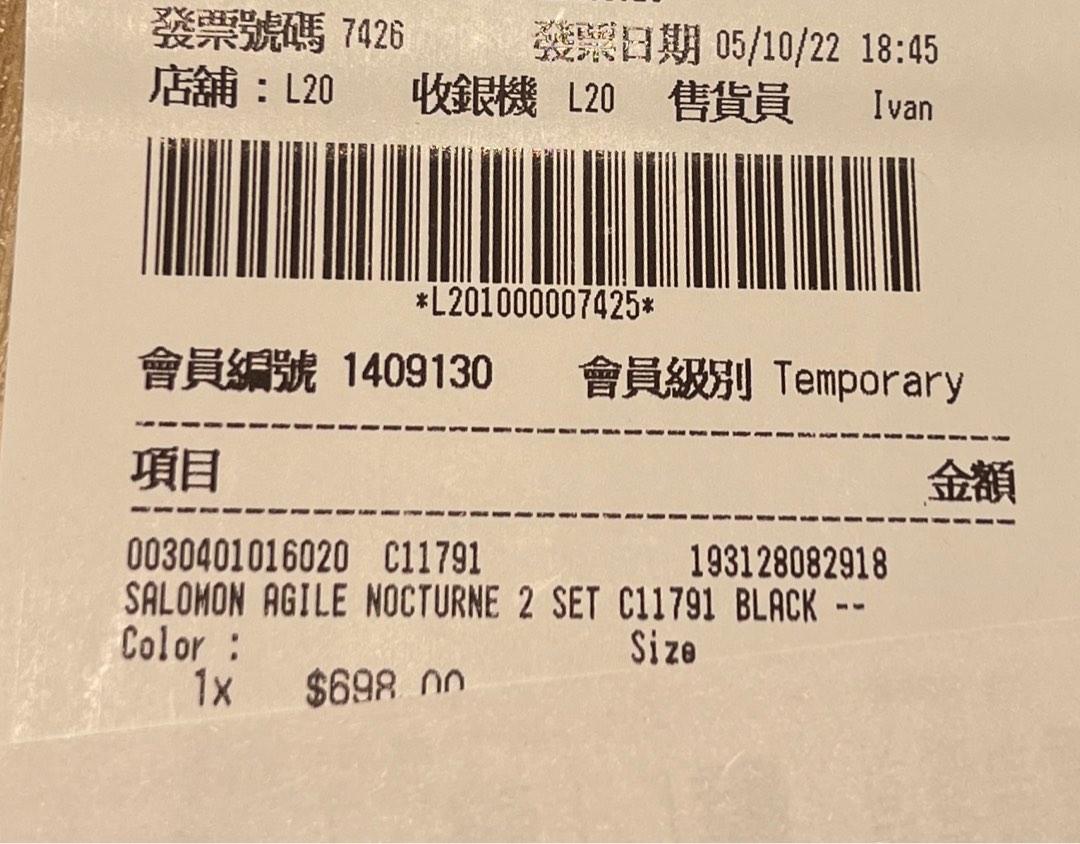 發票號碼 7426 發票日期 05/10/22 18:45
店舖：L20 收銀機 L20 售貨員 Ivan
*L201000007425*
會員編號 1409130 會員級別 Temporary
項目 金額
0030401016020 C11791 193128082918
SALOMON AGILE NOCTURNE 2 SET C11791 BLACK --
Color : Size
1x $698.00